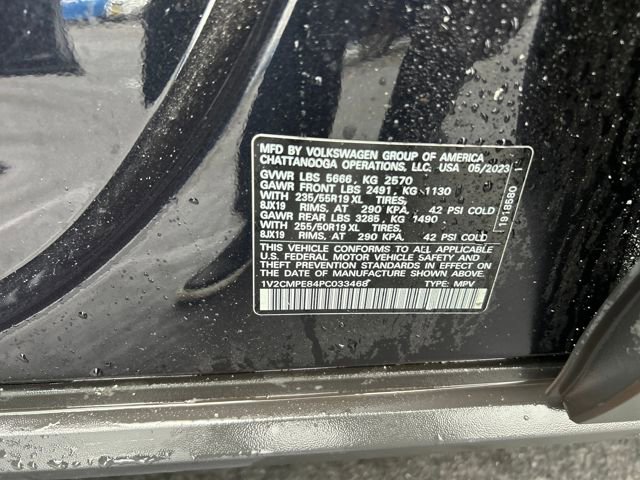 MFD BY VOLKSWAGEN GROUP OF AMERICA
CHATTANOOGA OPERATIONS, LLC. USA 05/2023
GVWR LBS 5666, KG 2570
GAWR FRONT LBS 2491, KG 1130
WITH 235/55R19 XL TIRES,
8JX19 RIMS, AT 290 KPA, 42 PSI COLD
GAWR REAR LBS 3285, KG 1490
WITH 255/50R19 XL TIRES,
8JX19 RIMS, AT 290 KPA, 42 PSI COLD
THIS VEHICLE CONFORMS TO ALL APPLICABLE
U.S. FEDERAL MOTOR VEHICLE SAFETY AND
THEFT PREVENTION STANDARDS IN EFFECT
ON THE DATE OF MANUFACTURE SHOWN ABOVE.
1V2CMPE84PC033468 TYPE: MPV
1918580